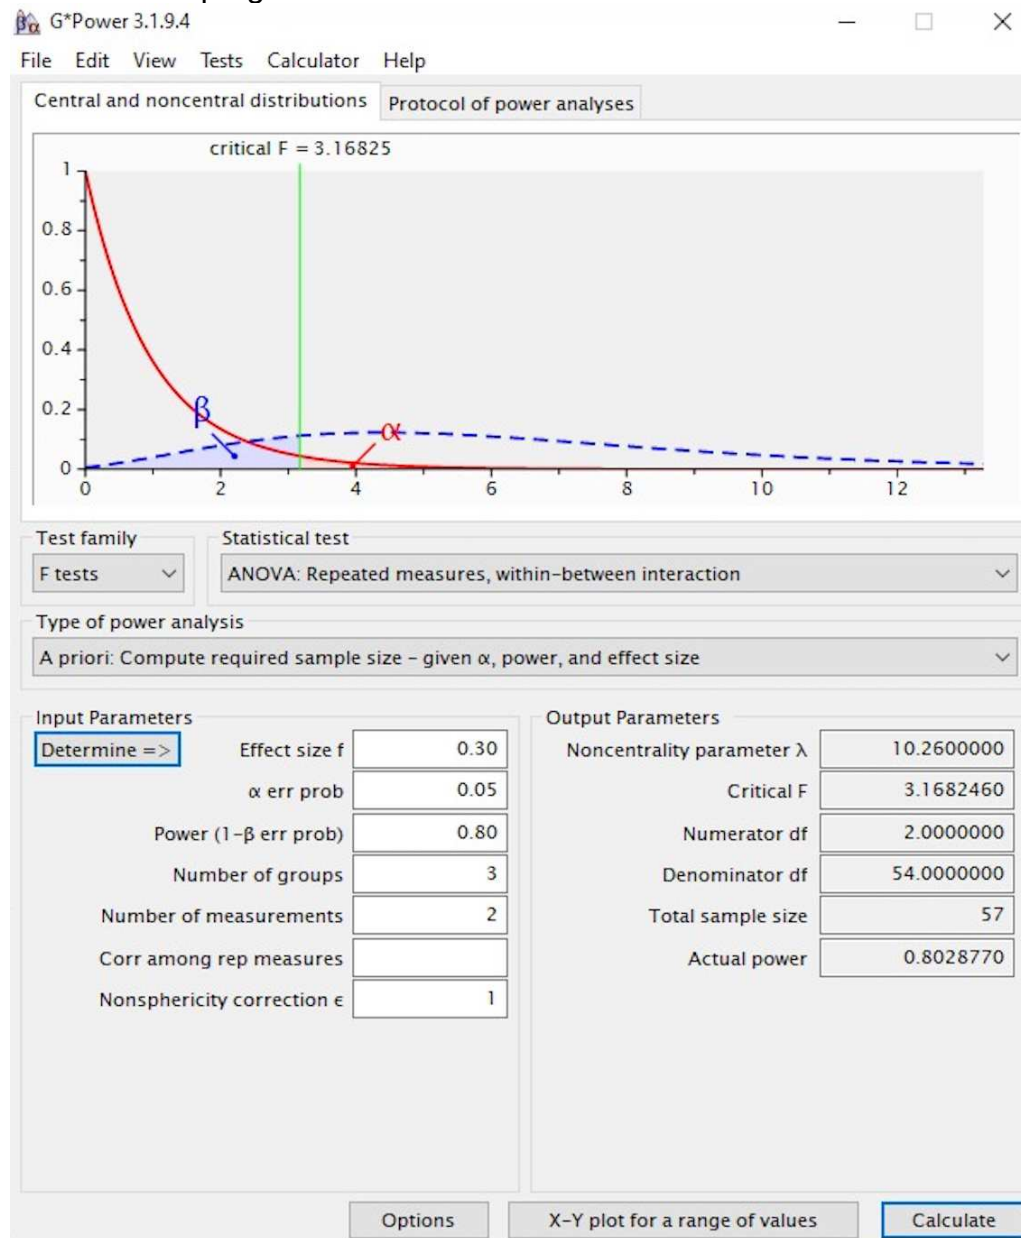 G*Power 3.1.9.4
File Edit View Tests Calculator Help
Central and noncentral distributions Protocol of power analyses
critical F = 3.16825
1
0.8
0.6
0.4
0.2
0
β
α
0 2 4 6 8 10 12
Test family Statistical test
F tests ANOVA: Repeated measures, within-between interaction
Type of power analysis
A priori: Compute required sample size - given α, power, and effect size
Input Parameters Output Parameters
Determine => Effect size f 0.30 Noncentrality parameter λ 10.2600000
α err prob 0.05 Critical F 3.1682460
Power (1-β err prob) 0.80 Numerator df 2.0000000
Number of groups 3 Denominator df 54.0000000
Number of measurements 2 Total sample size 57
Corr among rep measures Actual power 0.8028770
Nonsphericity correction ϵ 1
Options X-Y plot for a range of values Calculate